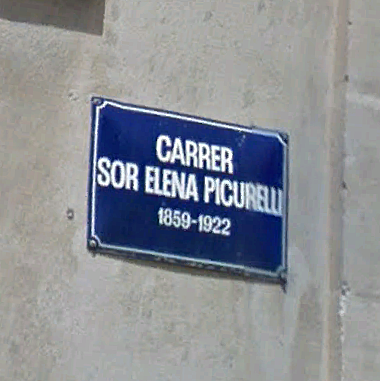 CARRER
SOR ELENA PICURELLI
1859-1922